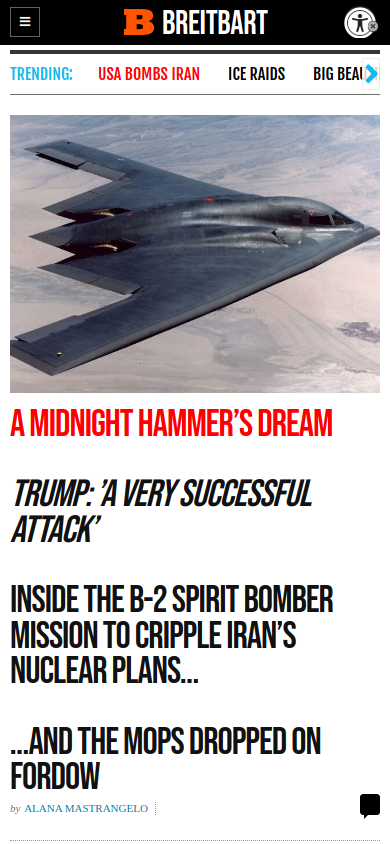 B BREITBART
TRENDING: USA BOMBS IRAN ICE RAIDS BIG BEAU
A MIDNIGHT HAMMER’S DREAM
TRUMP: ’A VERY SUCCESSFUL
ATTACK’
INSIDE THE B-2 SPIRIT BOMBER
MISSION TO CRIPPLE IRAN’S
NUCLEAR PLANS…
…AND THE MOPS DROPPED ON
FORDOW
by ALANA MASTRANGELO